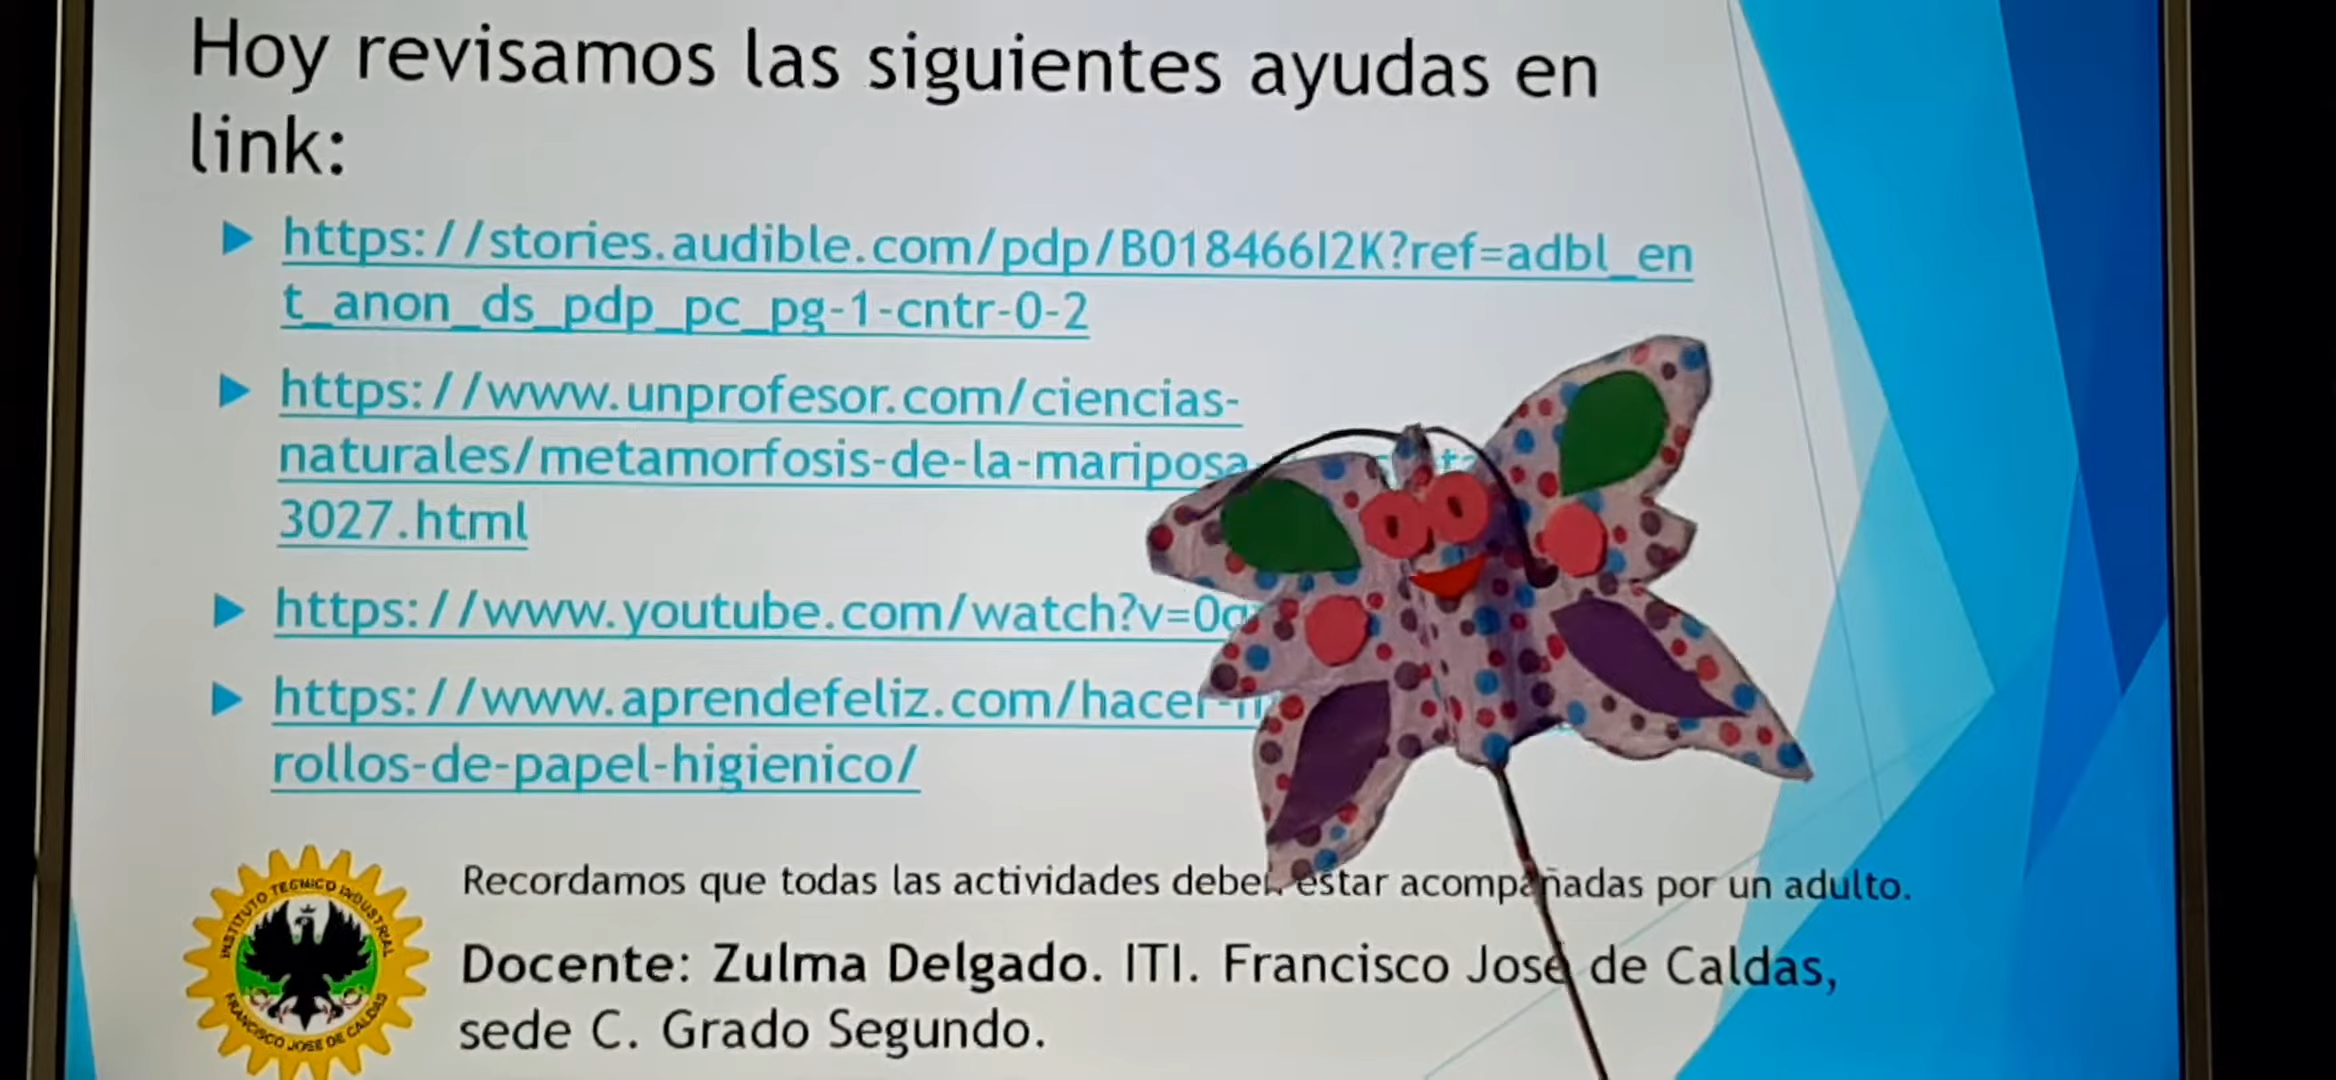 Hoy revisamos las siguientes ayudas en
link:
https://stories.audible.com/pdp/B018466I2K?ref=adbl_en
t_anon_ds_pdp_pc_pg-1-cntr-0-2
https://www.unprofesor.com/ciencias-
naturales/metamorfosis-de-la-mariposa
3027.html
https://www.youtube.com/watch?v=0
https://www.aprendefeliz.com/hacer-
rollos-de-papel-higienico/
Recordamos que todas las actividades deben estar acompañadas por un adulto.
Docente: Zulma Delgado. ITI. Francisco José de Caldas,
sede C. Grado Segundo.
INSTITUTO TECNICO INDUSTRIAL
FRANCISCO JOSE DE CALDAS